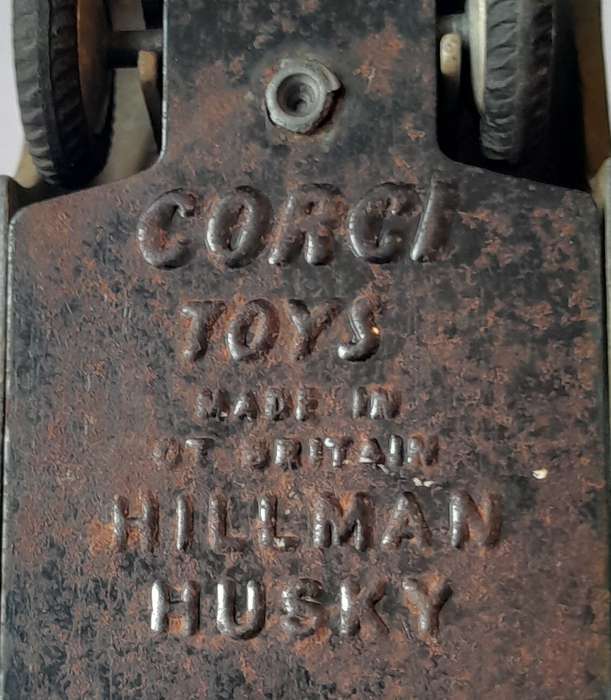 CORGI
TOYS
MADE IN
GT BRITAIN
HILLMAN
HUSKY